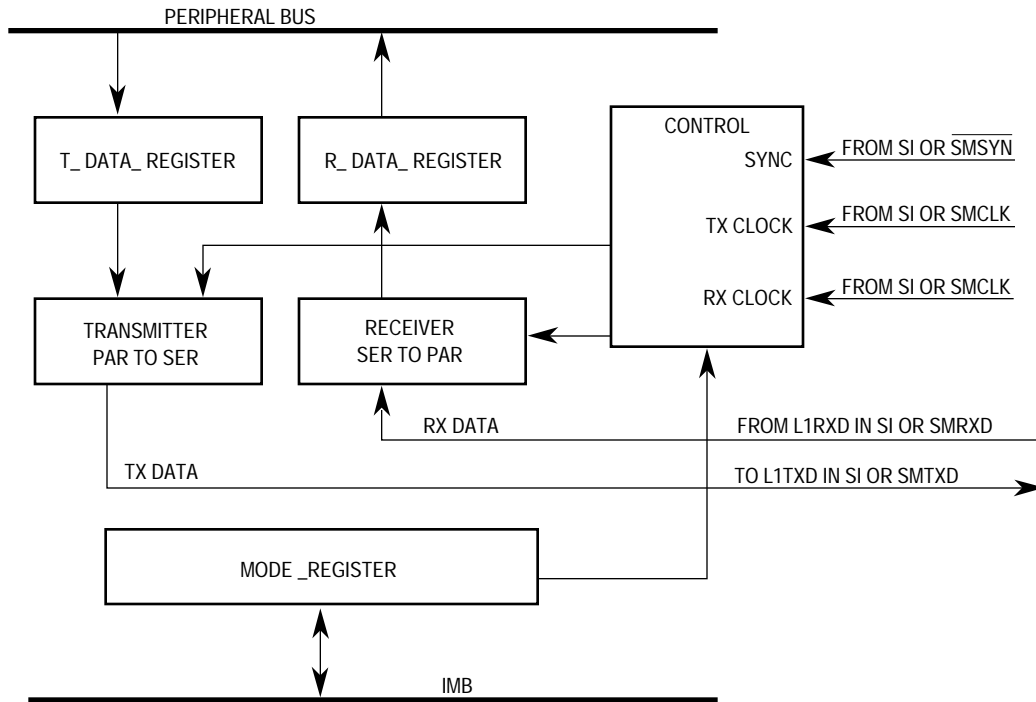 PERIPHERAL BUS
T_ DATA_ REGISTER
R_ DATA_ REGISTER
CONTROL
SYNC
FROM SI OR SMSYN
TX CLOCK
FROM SI OR SMCLK
RX CLOCK
FROM SI OR SMCLK
TRANSMITTER
PAR TO SER
RECEIVER
SER TO PAR
RX DATA
FROM L1RXD IN SI OR SMRXD
TX DATA
TO L1TXD IN SI OR SMTXD
MODE _REGISTER
IMB